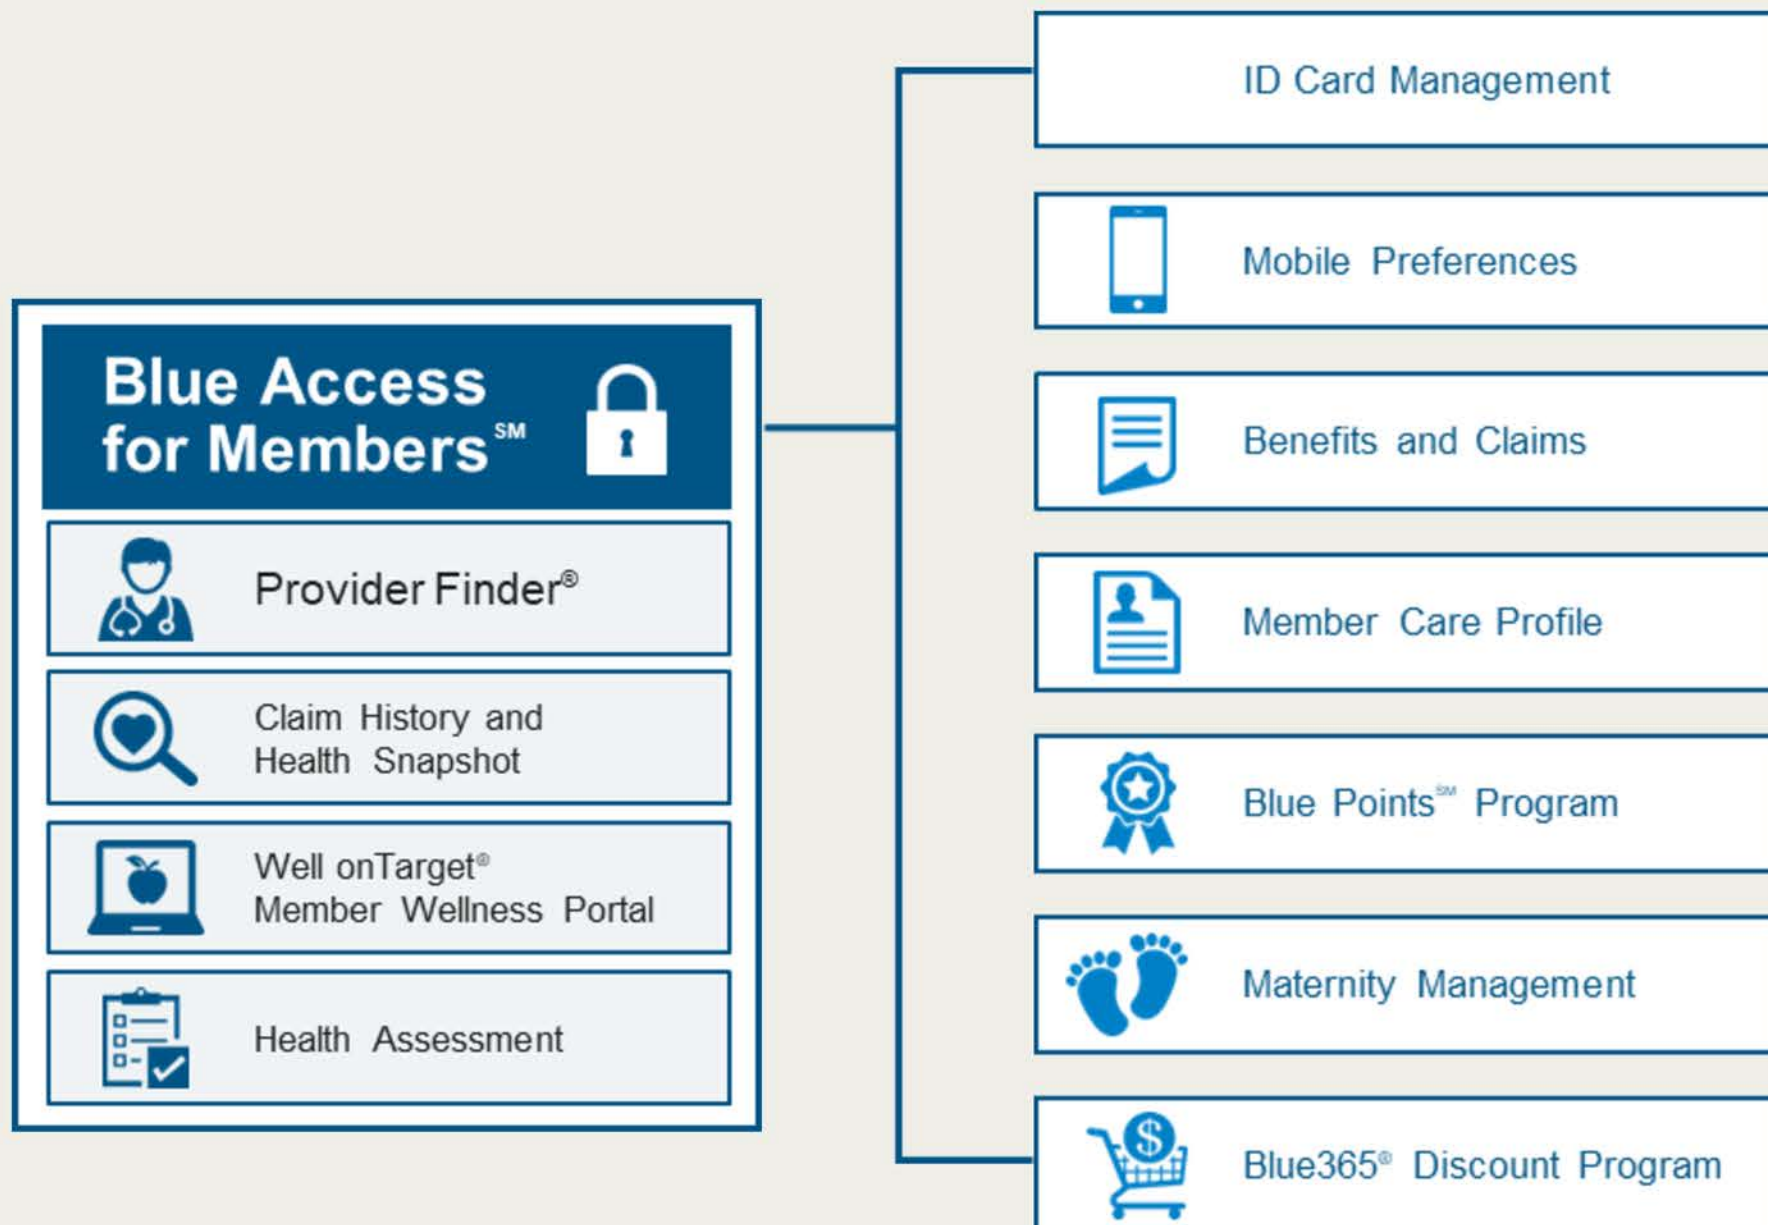 Blue Access
for Members℠
Provider Finder®
Claim History and
Health Snapshot
Well onTarget®
Member Wellness Portal
Health Assessment
ID Card Management
Mobile Preferences
Benefits and Claims
Member Care Profile
Blue Points℠ Program
Maternity Management
$
Blue365® Discount Program